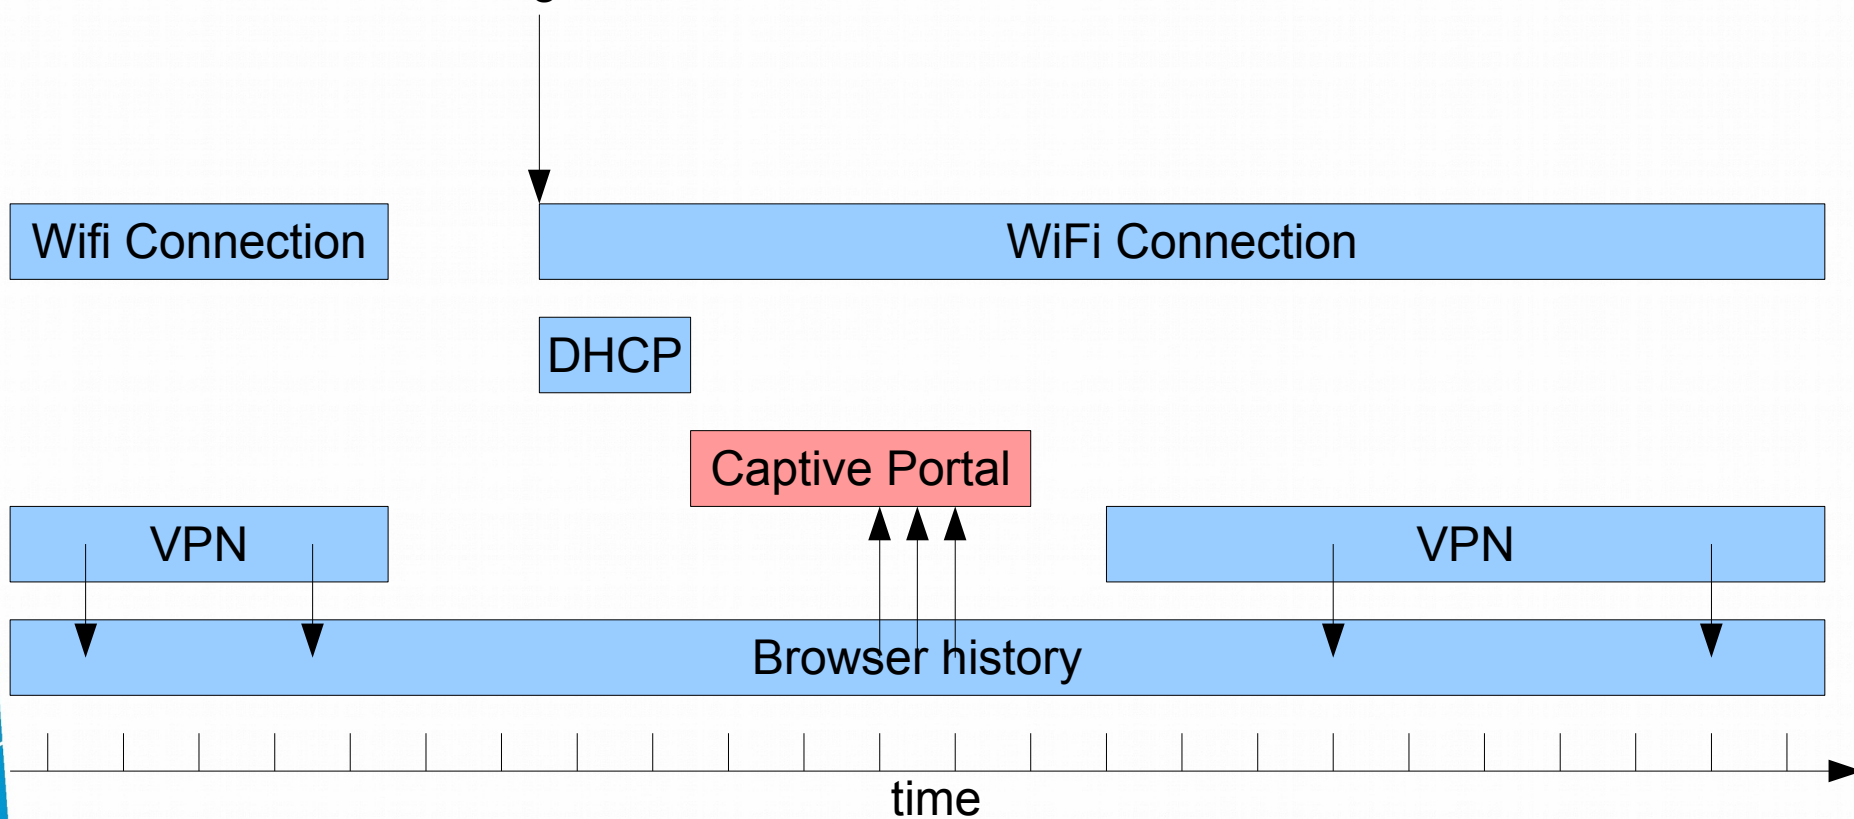 Wifi Connection
WiFi Connection
DHCP
Captive Portal
VPN
VPN
Browser history
time